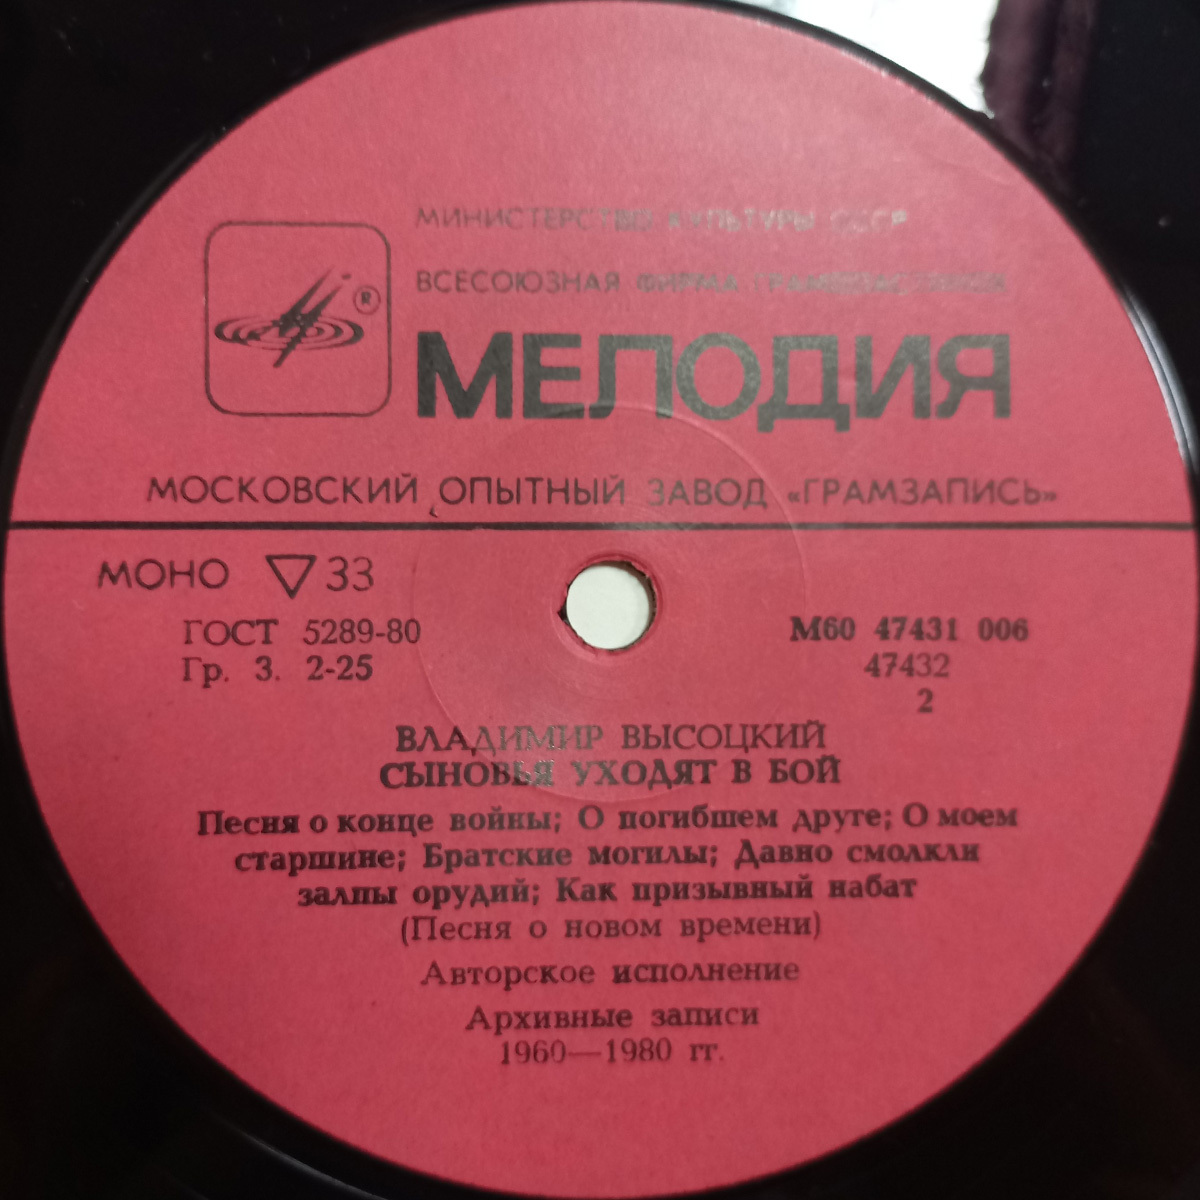 МИНИСТЕРСТВО КУЛЬТУРЫ СССР
ВСЕСОЮЗНАЯ ФИРМА ГРАМПЛАСТИНОК
®
МЕЛОДИЯ
МОСКОВСКИЙ ОПЫТНЫЙ ЗАВОД «ГРАМЗАПИСЬ»
МОНО ▽ 33
ГОСТ 5289-80
Гр. 3. 2-25
М60 47431 006
47432
2
ВЛАДИМИР ВЫСОЦКИЙ
СЫНОВЬЯ УХОДЯТ В БОЙ
Песня о конце войны; О погибшем друге; О моем
старшине; Братские могилы; Давно смолкли
залпы орудий; Как призывный набат
(Песня о новом времени)
Авторское исполнение
Архивные записи
1960—1980 гг.